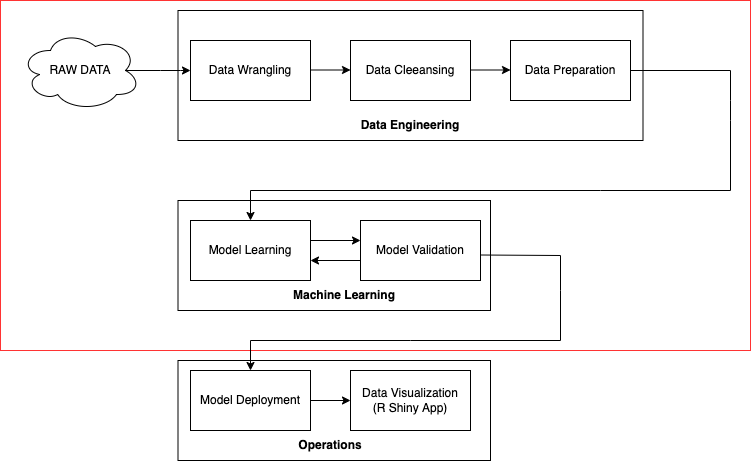 RAW DATA
Data Wrangling
Data Cleeansing
Data Preparation
Data Engineering
Model Learning
Model Validation
Machine Learning
Model Deployment
Data Visualization
(R Shiny App)
Operations